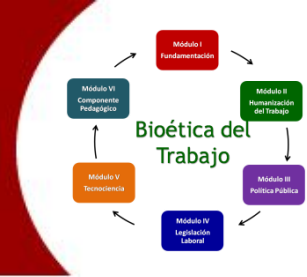 Módulo I
Fundamentación
Módulo II
Humanización
del Trabajo
Módulo III
Política Pública
Módulo IV
Legislación
Laboral
Módulo V
Tecnociencia
Módulo VI
Componente
Pedagógico
Bioética del
Trabajo